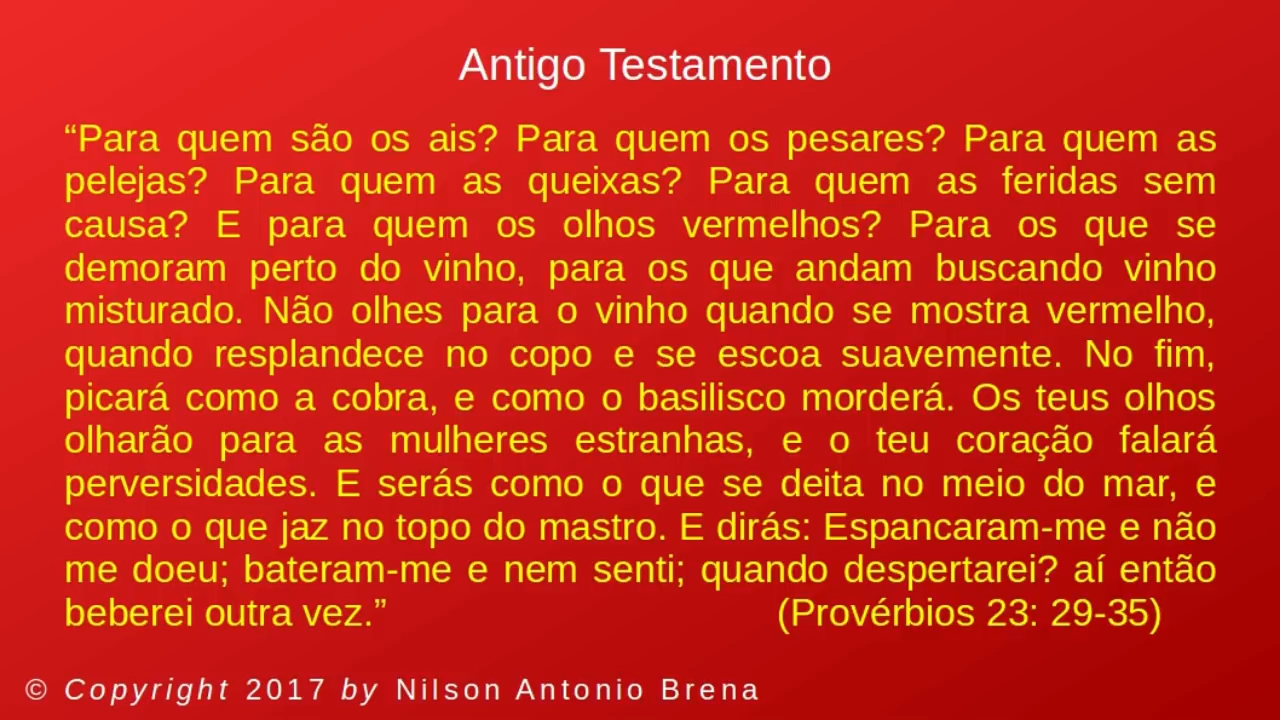 Antigo Testamento
“Para quem são os ais? Para quem os pesares? Para quem as
pelejas? Para quem as queixas? Para quem as feridas sem
causa? E para quem os olhos vermelhos? Para os que se
demoram perto do vinho, para os que andam buscando vinho
misturado. Não olhes para o vinho quando se mostra vermelho,
quando resplandece no copo e se escoa suavemente. No fim,
picará como a cobra, e como o basilisco morderá. Os teus olhos
olharão para as mulheres estranhas, e o teu coração falará
perversidades. E serás como o que se deita no meio do mar, e
como o que jaz no topo do mastro. E dirás: Espancaram-me e não
me doeu; bateram-me e nem senti; quando despertarei? aí então
beberei outra vez.” (Provérbios 23: 29-35)
© Copyright 2017 by Nilson Antonio Brena